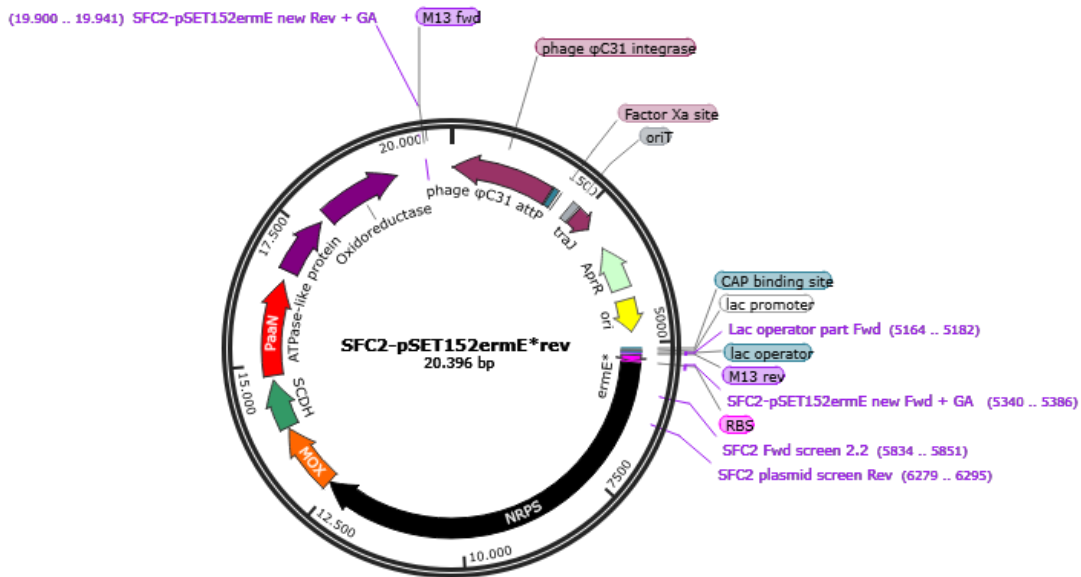 (19.900 .. 19.941) SFC2-pSET152ermE new Rev + GA
M13 fwd
phage φC31 integrase
Factor Xa site
oriT
20.000
1500
phage φC31 attP
traJ
Oxidoreductase
17.500
ATPase-like protein
AprR
ori
CAP binding site
lac promoter
Lac operator part Fwd (5164 .. 5182)
5000
lac operator
M13 rev
SFC2-pSET152ermE*rev
20.396 bp
PaaN
ermE*
SFC2-pSET152ermE new Fwd + GA (5340 .. 5386)
RBS
15.000
SCDH
SFC2 Fwd screen 2.2 (5834 .. 5851)
SFC2 plasmid screen Rev (6279 .. 6295)
MOX
7500
NRPS
12.500
10.000